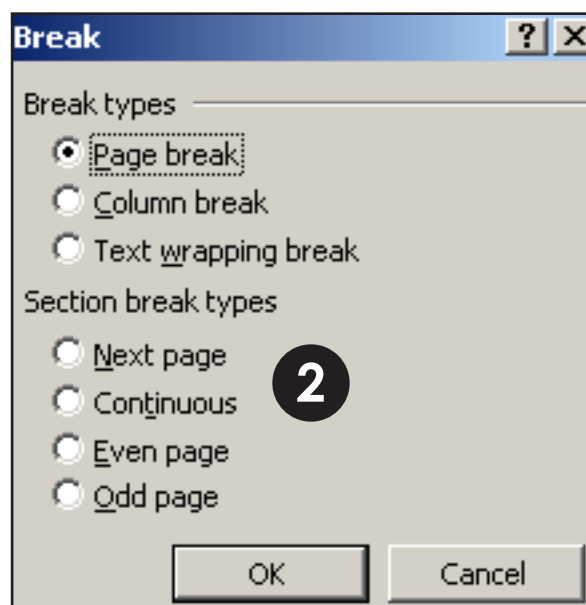 Break ? X
Break types
Page break
Column break
Text wrapping break
Section break types
Next page
Continuous
2
Even page
Odd page
OK Cancel